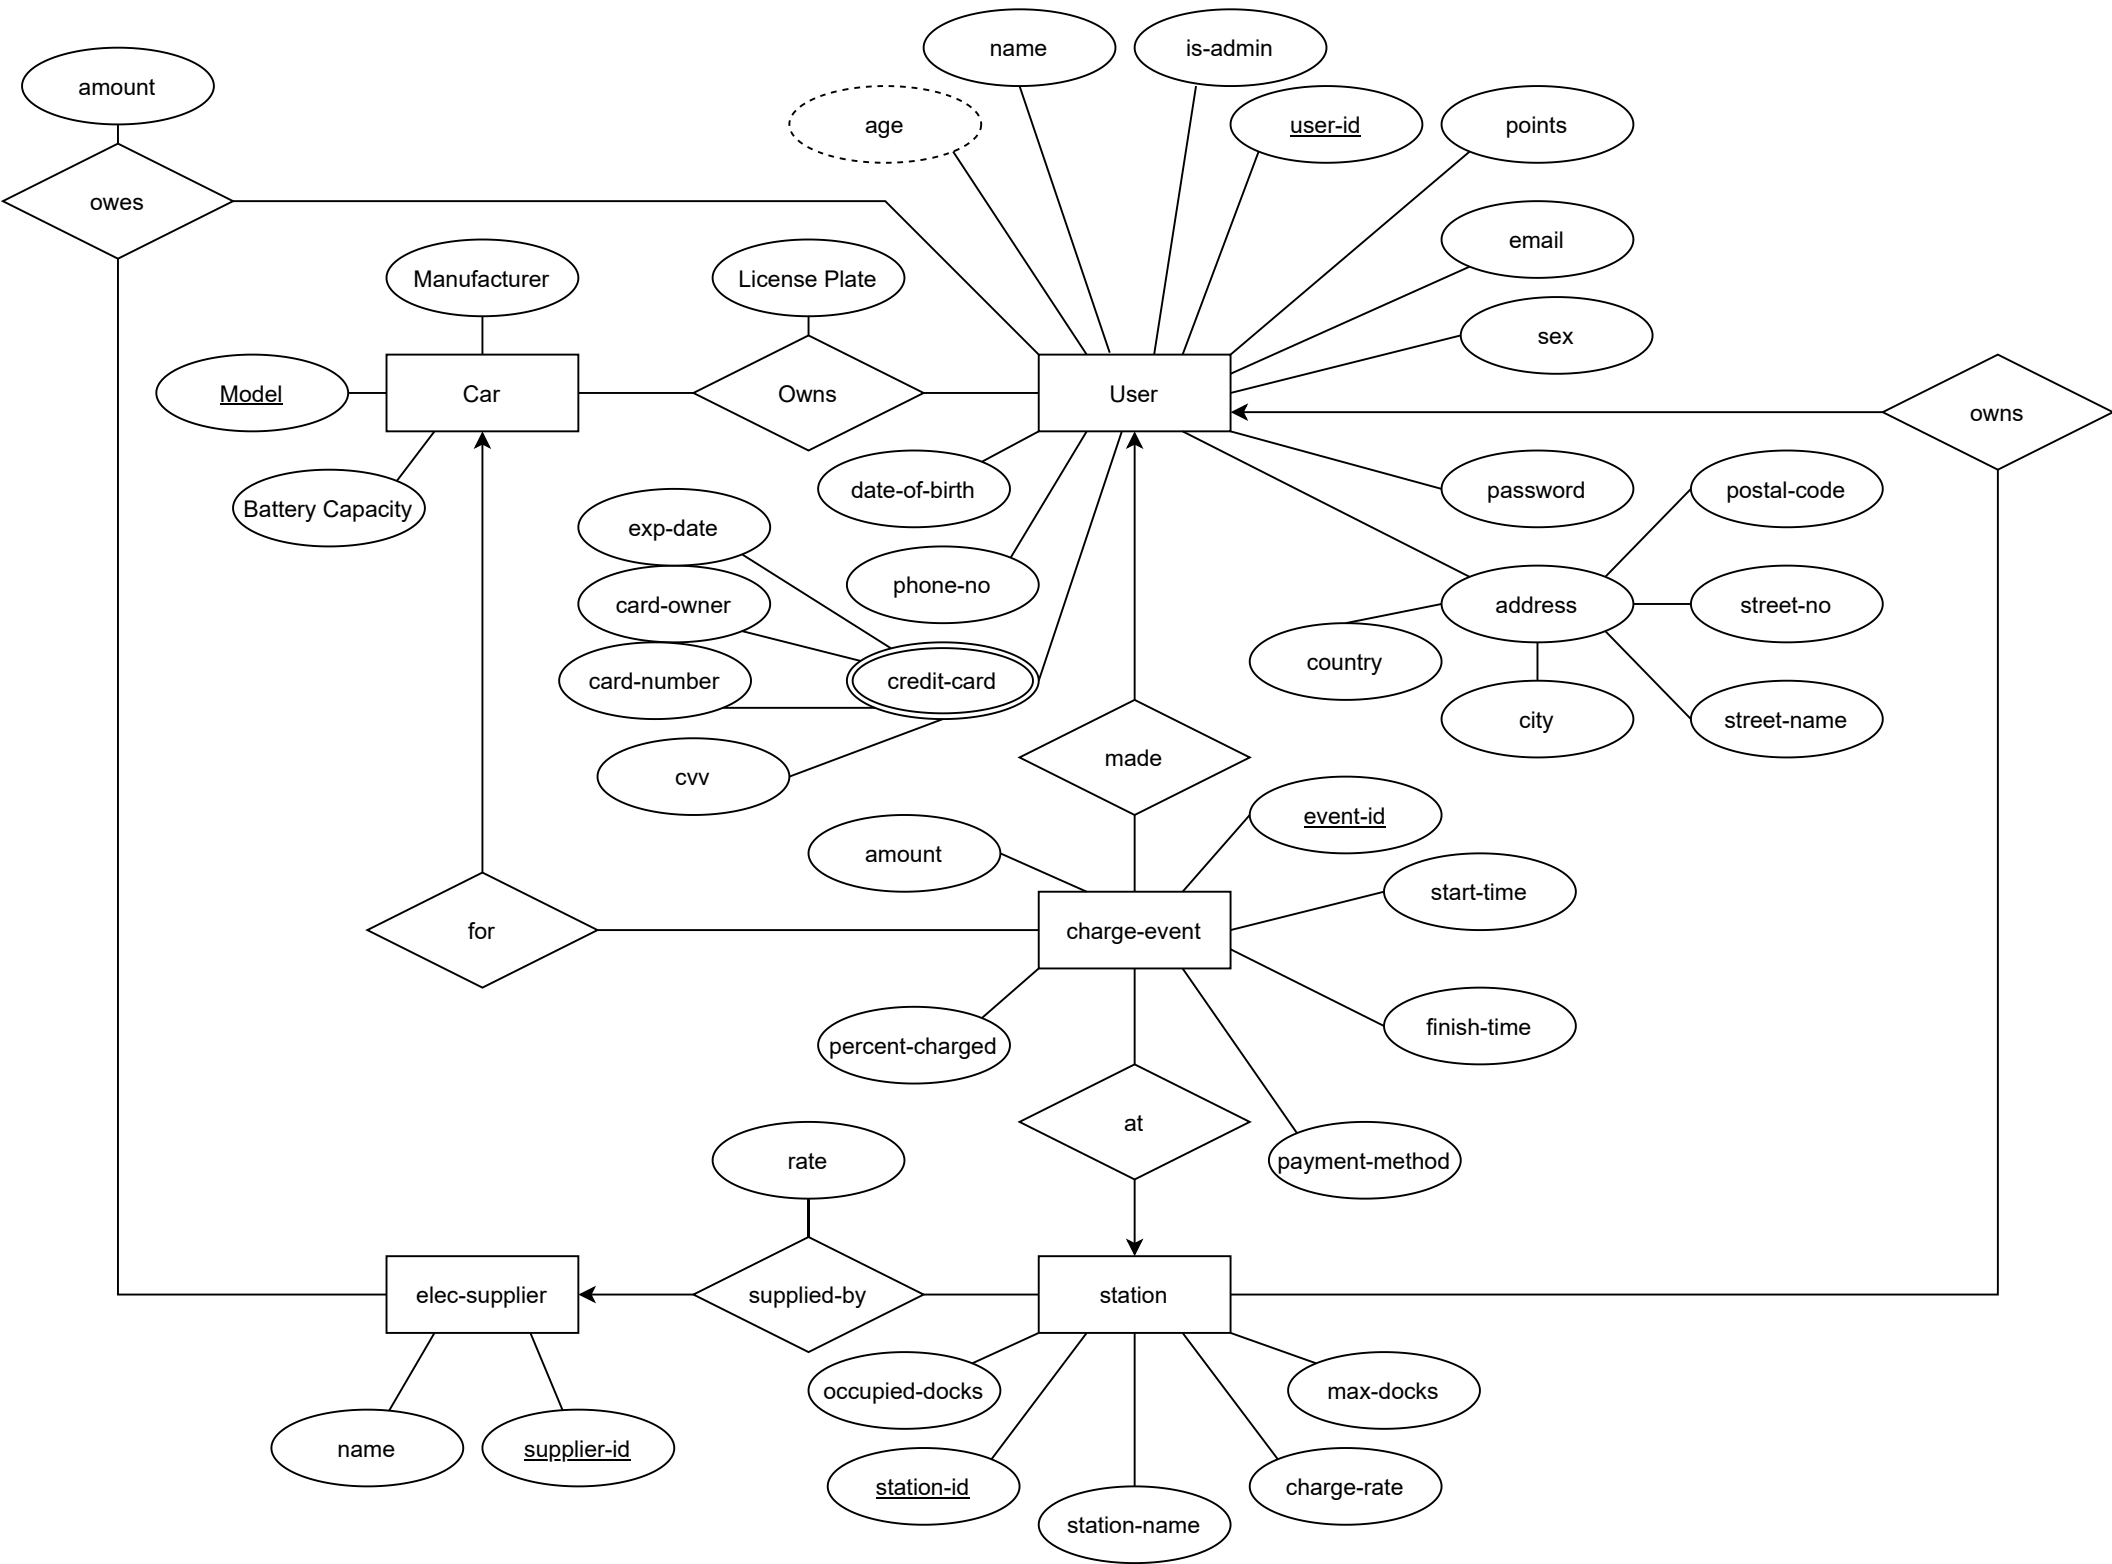 name
is-admin
amount
age
user-id
points
owes
email
Manufacturer
License Plate
sex
Model
Car
Owns
User
owns
date-of-birth
password
postal-code
Battery Capacity
exp-date
phone-no
card-owner
address
street-no
country
card-number
credit-card
city
street-name
cvv
made
event-id
amount
start-time
for
charge-event
finish-time
percent-charged
at
rate
payment-method
elec-supplier
supplied-by
station
occupied-docks
max-docks
name
supplier-id
station-id
charge-rate
station-name